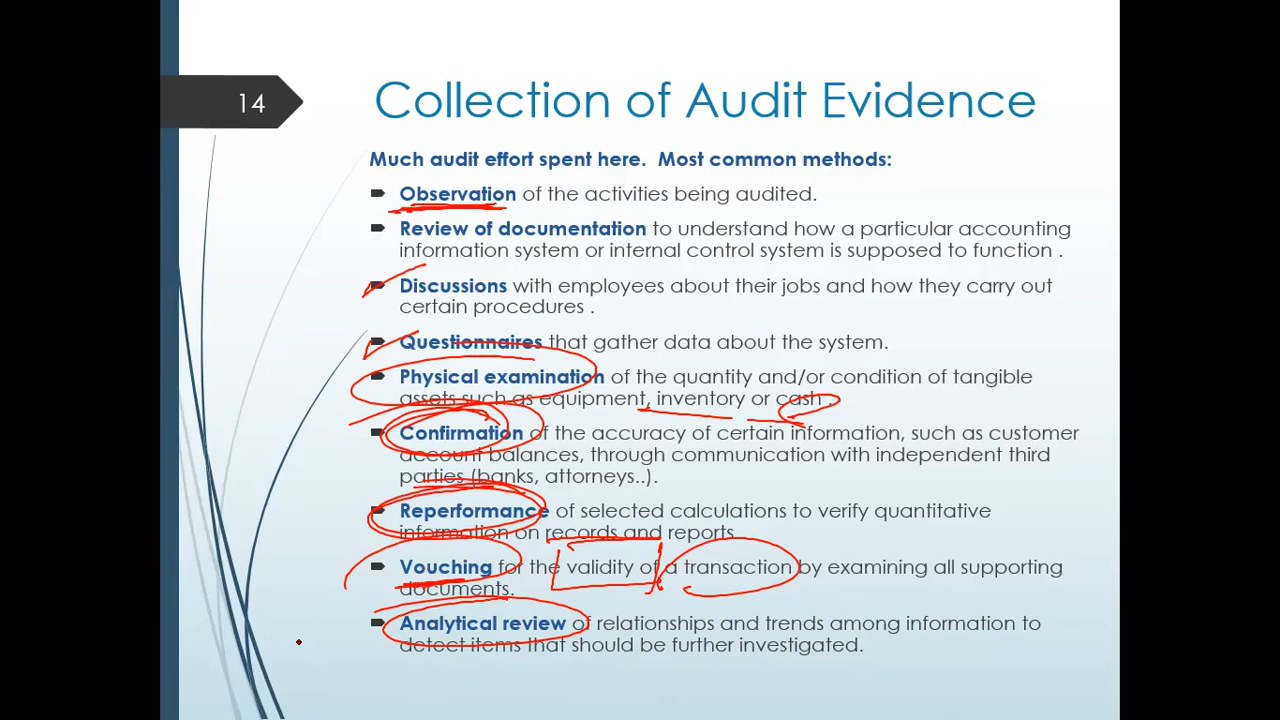 14
Collection of Audit Evidence
Much audit effort spent here.  Most common methods:
Observation of the activities being audited.
Review of documentation to understand how a particular accounting
information system or internal control system is supposed to function .
Discussions with employees about their jobs and how they carry out
certain procedures .
Questionnaires that gather data about the system.
Physical examination of the quantity and/or condition of tangible
assets such as equipment, inventory or cash .
Confirmation of the accuracy of certain information, such as customer
account balances, through communication with independent third
parties (banks, attorneys..).
Reperformance of selected calculations to verify quantitative
information on records and reports.
Vouching for the validity of a transaction by examining all supporting
documents.
Analytical review of relationships and trends among information to
detect items that should be further investigated.